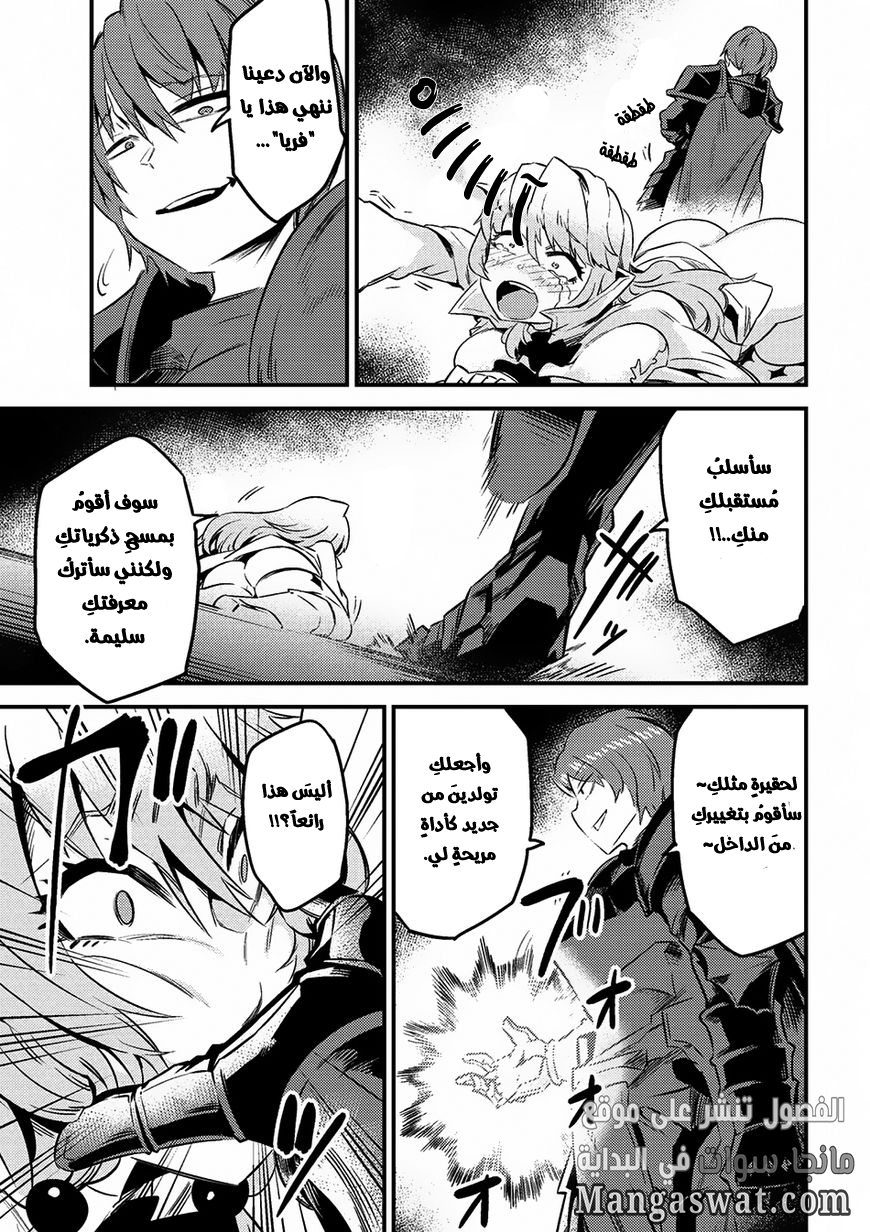 طقطقة
طقطقة
والآن دعينا
ننهي هذا يا
"فريا" ...
سأسلبُ
مُستقبلكِ
منكِ..!!
سوف أقومُ
بمسحِ ذكرياتكِ
ولكنني سأتركُ
معرفتكِ
سليمة.
لحقيرةٍ مثلكِ~
سأقومُ بتغييركِ
منَ الداخل~
وأجعلكِ
تولدينَ من
جديد كأداةٍ
مريحةٍ لي.
أليسَ هذا
رائعاً؟!!
ガッ
الفصول تنشر على موقع
مانجا سوات في البداية
Mangaswat.com